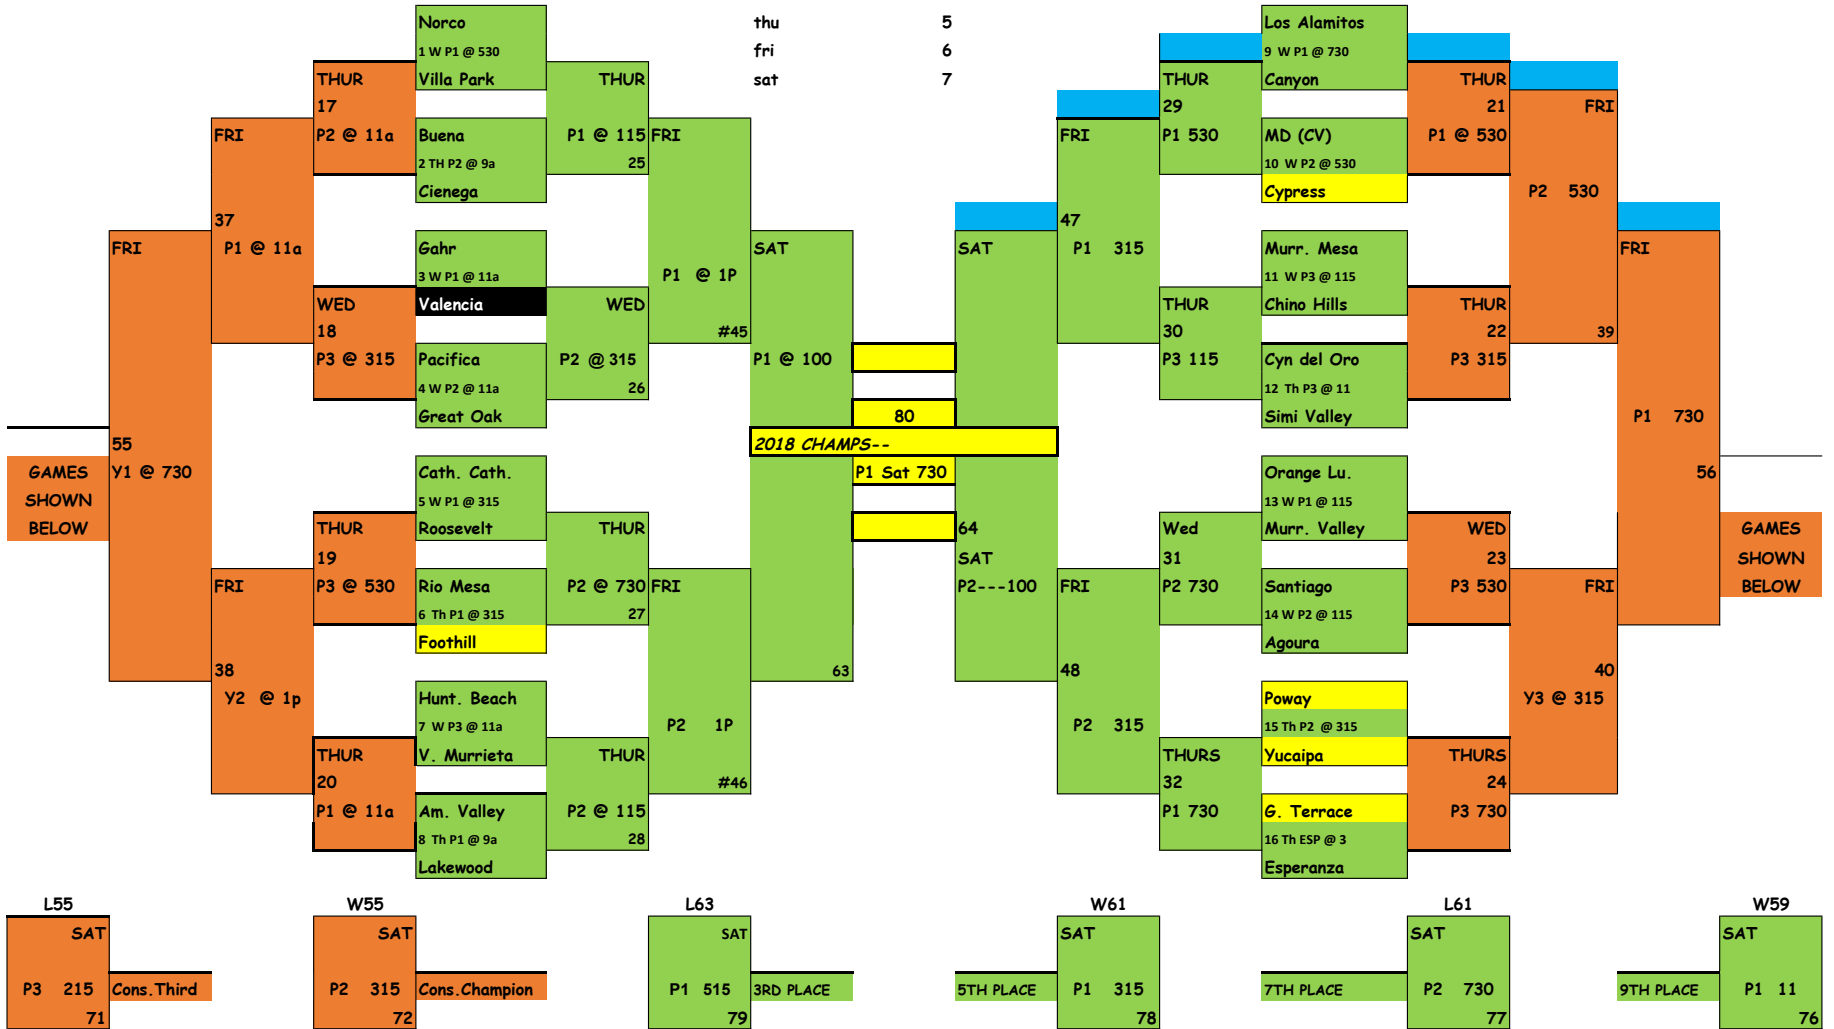 Norco
thu 5
Los Alamitos
1 W P1 @ 530
fri 6
9 W P1 @ 730
THUR
Villa Park
THUR
sat 7
THUR
Canyon
THUR
17
29
21
FRI
FRI
P2 @ 11a
Buena
P1 @ 115
FRI
FRI
P1 530
MD (CV)
P1 @ 530
2 TH P2 @ 9a
25
10 W P2 @ 530
Cienega
Cypress
P2 530
37
47
FRI
P1 @ 11a
Gahr
SAT
SAT
P1 315
Murr. Mesa
FRI
3 W P1 @ 11a
P1 @ 1P
11 W P3 @ 115
WED
Valencia
WED
THUR
Chino Hills
THUR
18
#45
30
22
39
P3 @ 315
Pacifica
P2 @ 315
P1 @ 100
P3 115
Cyn del Oro
P3 315
4 W P2 @ 11a
26
12 Th P3 @ 11
Great Oak
80
Simi Valley
P1 730
55
2018 CHAMPS--
GAMES
Y1 @ 730
Cath. Cath.
P1 Sat 730
Orange Lu.
56
SHOWN
5 W P1 @ 315
13 W P1 @ 115
BELOW
THUR
Roosevelt
THUR
64
Wed
Murr. Valley
WED
GAMES
19
SAT
31
23
SHOWN
FRI
P3 @ 530
Rio Mesa
P2 @ 730
FRI
P2---100
FRI
P2 730
Santiago
P3 530
FRI
BELOW
6 Th P1 @ 315
27
14 W P2 @ 115
Foothill
Agoura
38
63
48
40
Y2 @ 1p
Hunt. Beach
Poway
Y3 @ 315
7 W P3 @ 11a
P2 1P
P2 315
15 Th P2 @ 315
THUR
V. Murrieta
THUR
THURS
Yucaipa
THURS
20
#46
32
24
P1 @ 11a
Am. Valley
P2 @ 115
P1 730
G. Terrace
P3 730
8 Th P1 @ 9a
28
16 Th ESP @ 3
Lakewood
Esperanza
L55
W55
L63
W61
L61
W59
SAT
SAT
SAT
SAT
SAT
SAT
P3 215
Cons.Third
P2 315
Cons.Champion
P1 515
3RD PLACE
5TH PLACE
P1 315
7TH PLACE
P2 730
9TH PLACE
P1 11
71
72
79
78
77
76